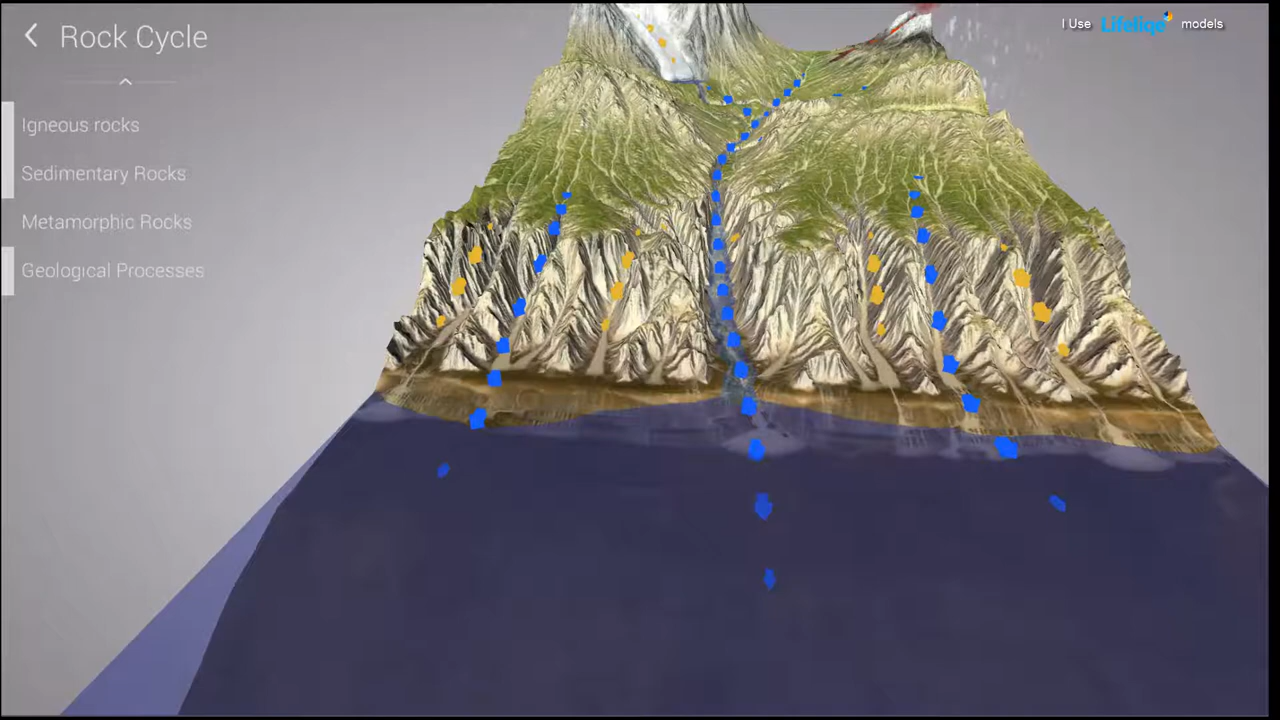 Rock Cycle
I Use Lifeliqe models
Igneous rocks
Sedimentary Rocks
Metamorphic Rocks
Geological Processes